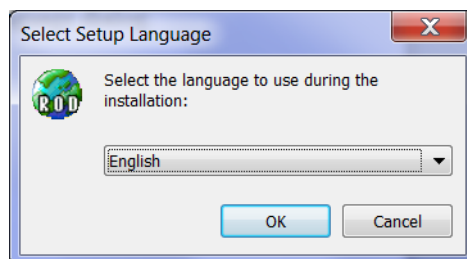 Select Setup Language
X
ROD
Select the language to use during the
installation:
English
OK
Cancel